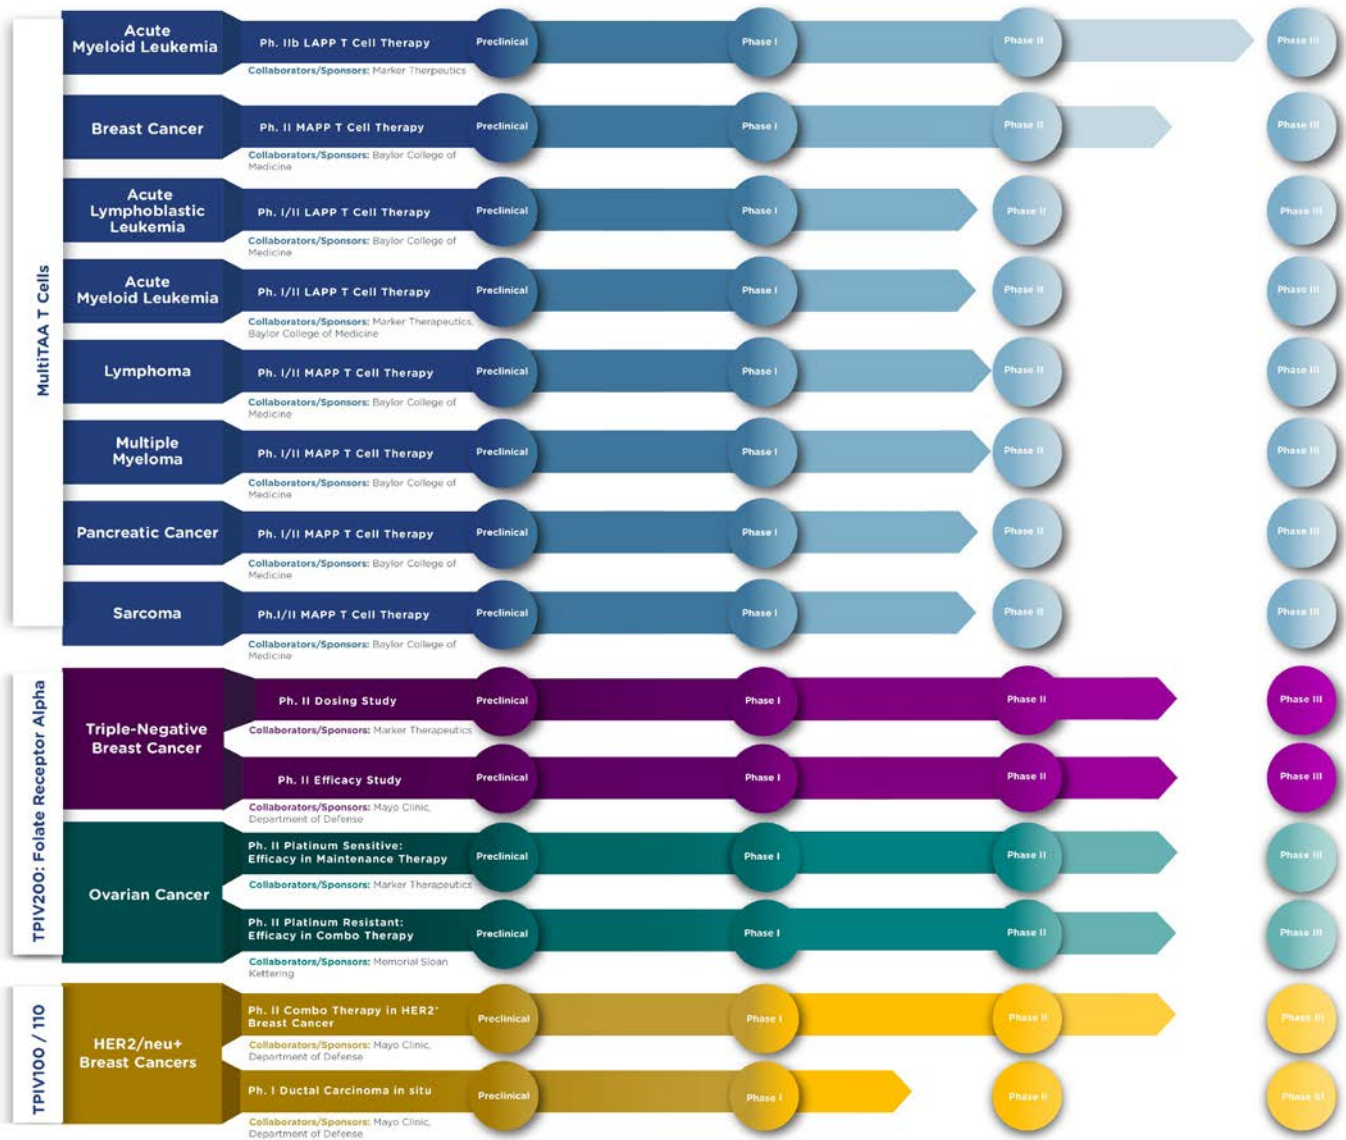 MultiTAA T Cells
Acute
Myeloid Leukemia
Ph. IIb LAPP T Cell Therapy
Preclinical
Phase I
Phase II
Phase III
Collaborators/Sponsors: Marker Therpeutics
Breast Cancer
Ph. II MAPP T Cell Therapy
Preclinical
Phase I
Phase II
Phase III
Collaborators/Sponsors: Baylor College of
Medicine
Acute
Lymphoblastic
Leukemia
Ph. I/II LAPP T Cell Therapy
Preclinical
Phase I
Phase II
Phase III
Collaborators/Sponsors: Baylor College of
Medicine
Acute
Myeloid Leukemia
Ph. I/II LAPP T Cell Therapy
Preclinical
Phase I
Phase II
Phase III
Collaborators/Sponsors: Marker Therapeutics,
Baylor College of Medicine
Lymphoma
Ph. I/II MAPP T Cell Therapy
Preclinical
Phase I
Phase II
Phase III
Collaborators/Sponsors: Baylor College of
Medicine
Multiple
Myeloma
Ph. I/II MAPP T Cell Therapy
Preclinical
Phase I
Phase II
Phase III
Collaborators/Sponsors: Baylor College of
Medicine
Pancreatic Cancer
Ph. I/II MAPP T Cell Therapy
Preclinical
Phase I
Phase II
Phase III
Collaborators/Sponsors: Baylor College of
Medicine
Sarcoma
Ph.I/II MAPP T Cell Therapy
Preclinical
Phase I
Phase II
Phase III
Collaborators/Sponsors: Baylor College of
Medicine
TPIV200: Folate Receptor Alpha
Triple-Negative
Breast Cancer
Ph. II Dosing Study
Preclinical
Phase I
Phase II
Phase III
Collaborators/Sponsors: Marker Therapeutics
Ph. II Efficacy Study
Preclinical
Phase I
Phase II
Phase III
Collaborators/Sponsors: Mayo Clinic,
Department of Defense
Ovarian Cancer
Ph. II Platinum Sensitive:
Efficacy in Maintenance Therapy
Preclinical
Phase I
Phase II
Phase III
Collaborators/Sponsors: Marker Therapeutics
Ph. II Platinum Resistant:
Efficacy in Combo Therapy
Preclinical
Phase I
Phase II
Phase III
Collaborators/Sponsors: Memorial Sloan
Kettering
TPIV100 / 110
HER2/neu+
Breast Cancers
Ph. II Combo Therapy in HER2+
Breast Cancer
Preclinical
Phase I
Phase II
Phase III
Collaborators/Sponsors: Mayo Clinic,
Department of Defense
Ph. I Ductal Carcinoma in situ
Preclinical
Phase I
Phase II
Phase III
Collaborators/Sponsors: Mayo Clinic,
Department of Defense